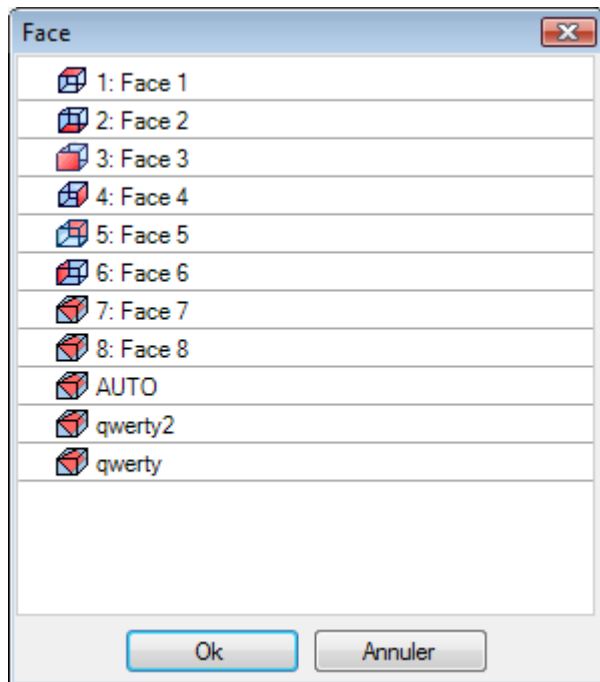 Face
1: Face 1
2: Face 2
3: Face 3
4: Face 4
5: Face 5
6: Face 6
7: Face 7
8: Face 8
AUTO
qwerty2
qwerty
Ok Annuler